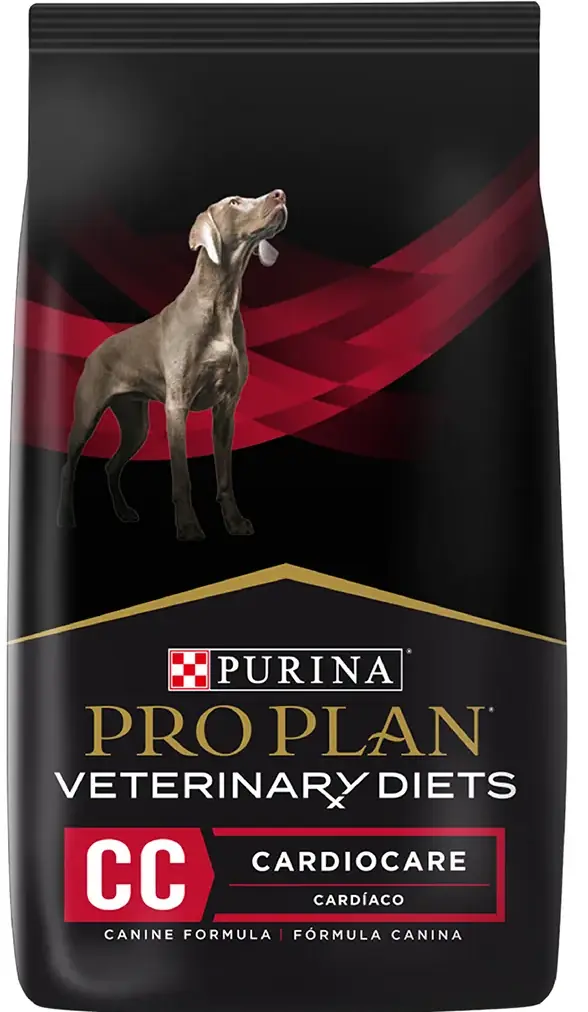 PURINA
PRO PLAN
VETERINARY DIETS
CC
CARDIOCARE
CARDÍACO
CANINE FORMULA | FÓRMULA CANINA